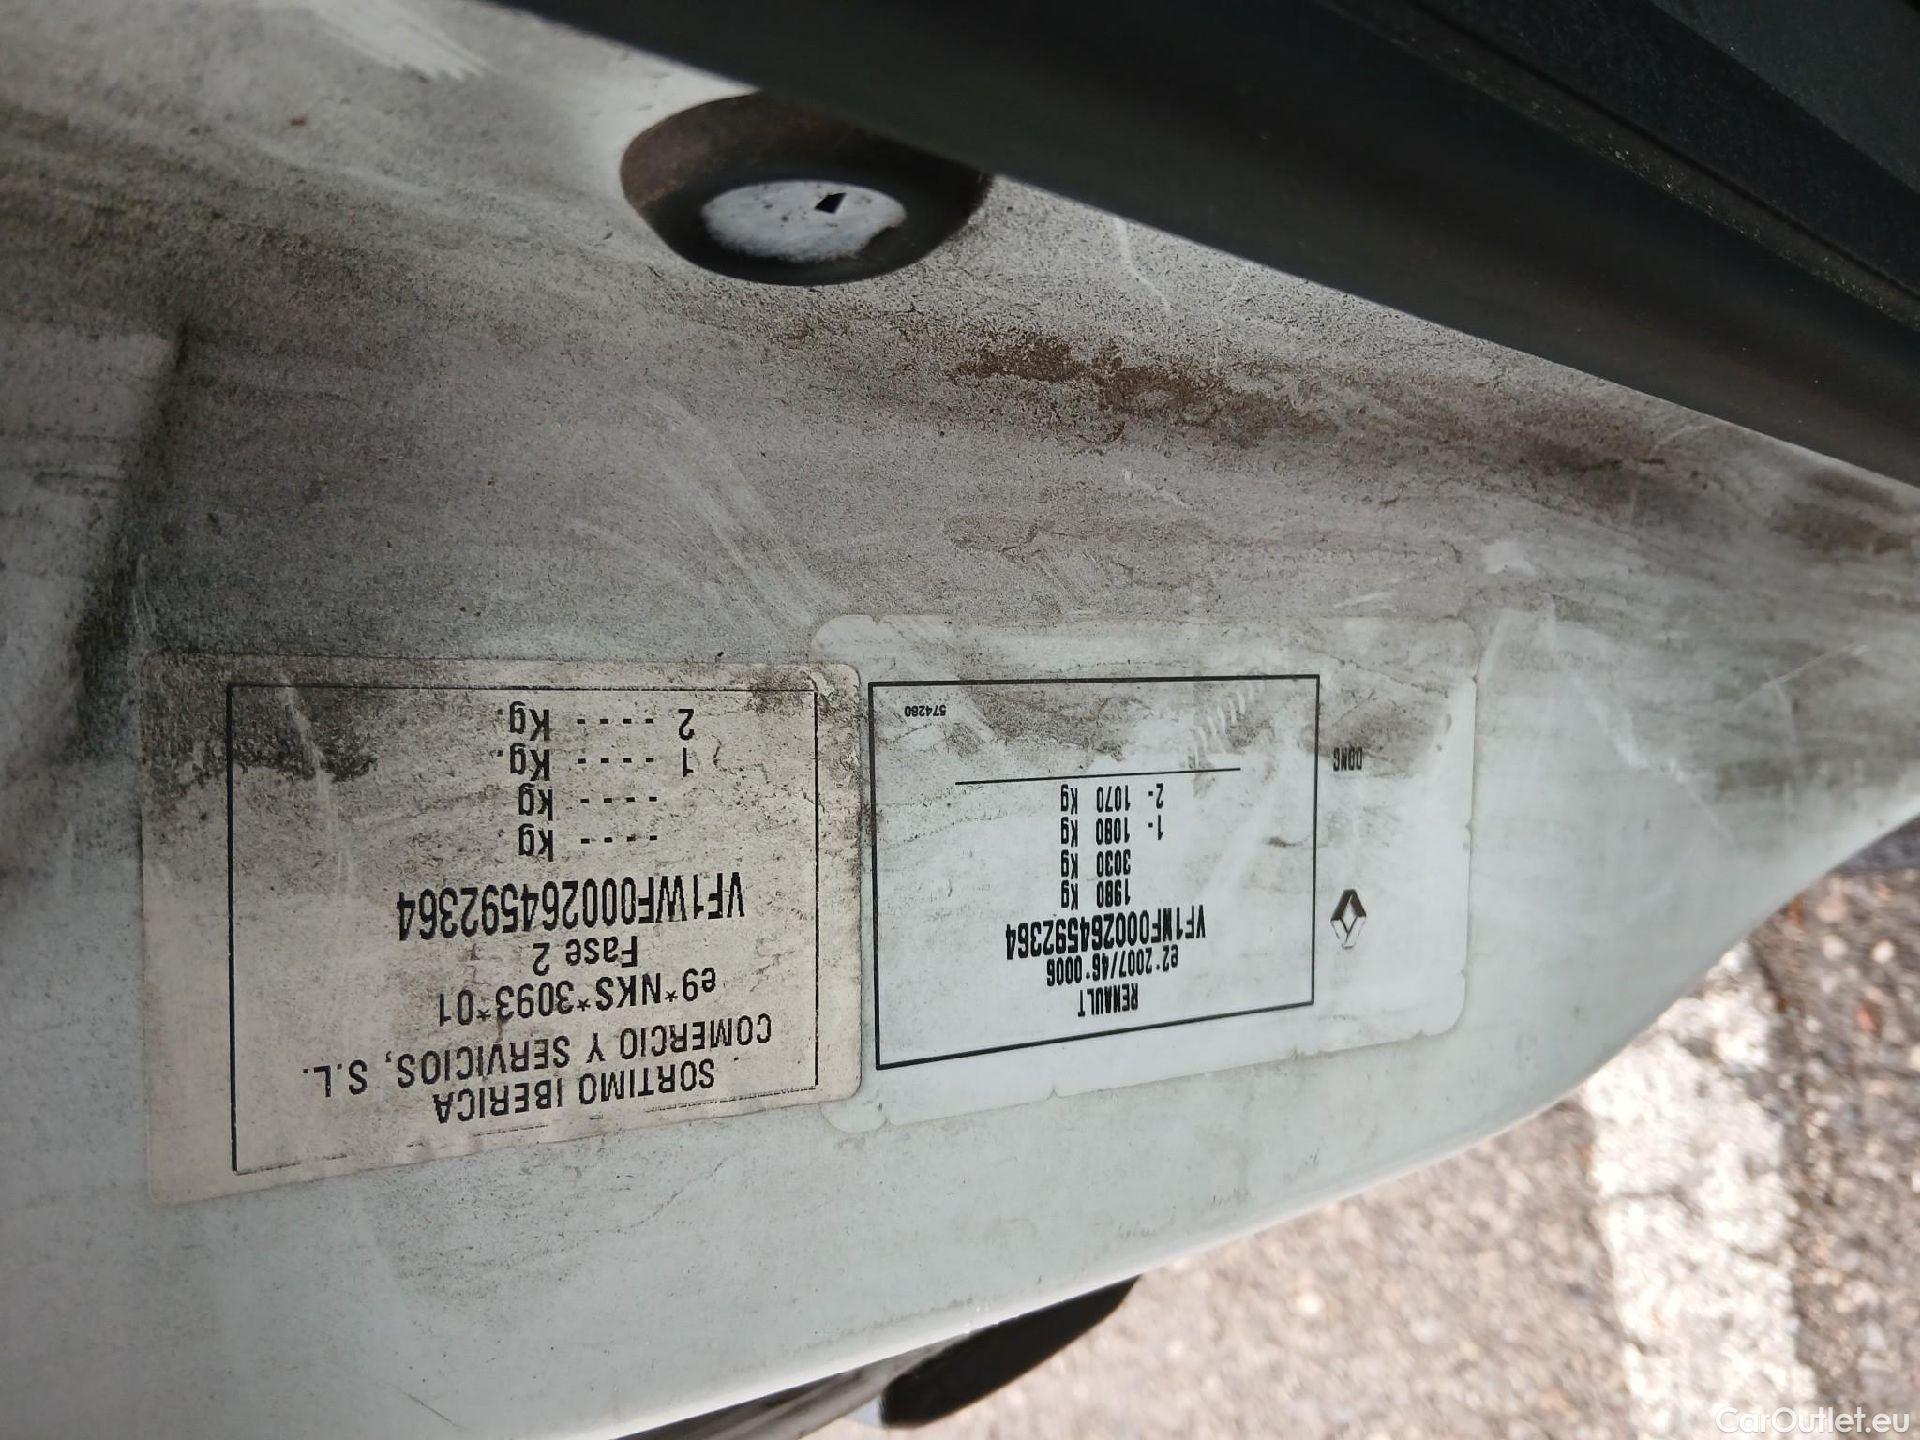 SORTIMO IBERICA
COMERCIO Y SERVICIOS, S.L.
e9*NKS*3093*01
Fase 2
VF1WF000264592364
---- Kg
---- Kg
1 ---- Kg.
2 ---- Kg.
RENAULT
e2*2007/46*0006
VF1WF000264592364
1980 Kg
3030 Kg
1- 1080 Kg
2- 1070 Kg
574280
CarOutlet.eu